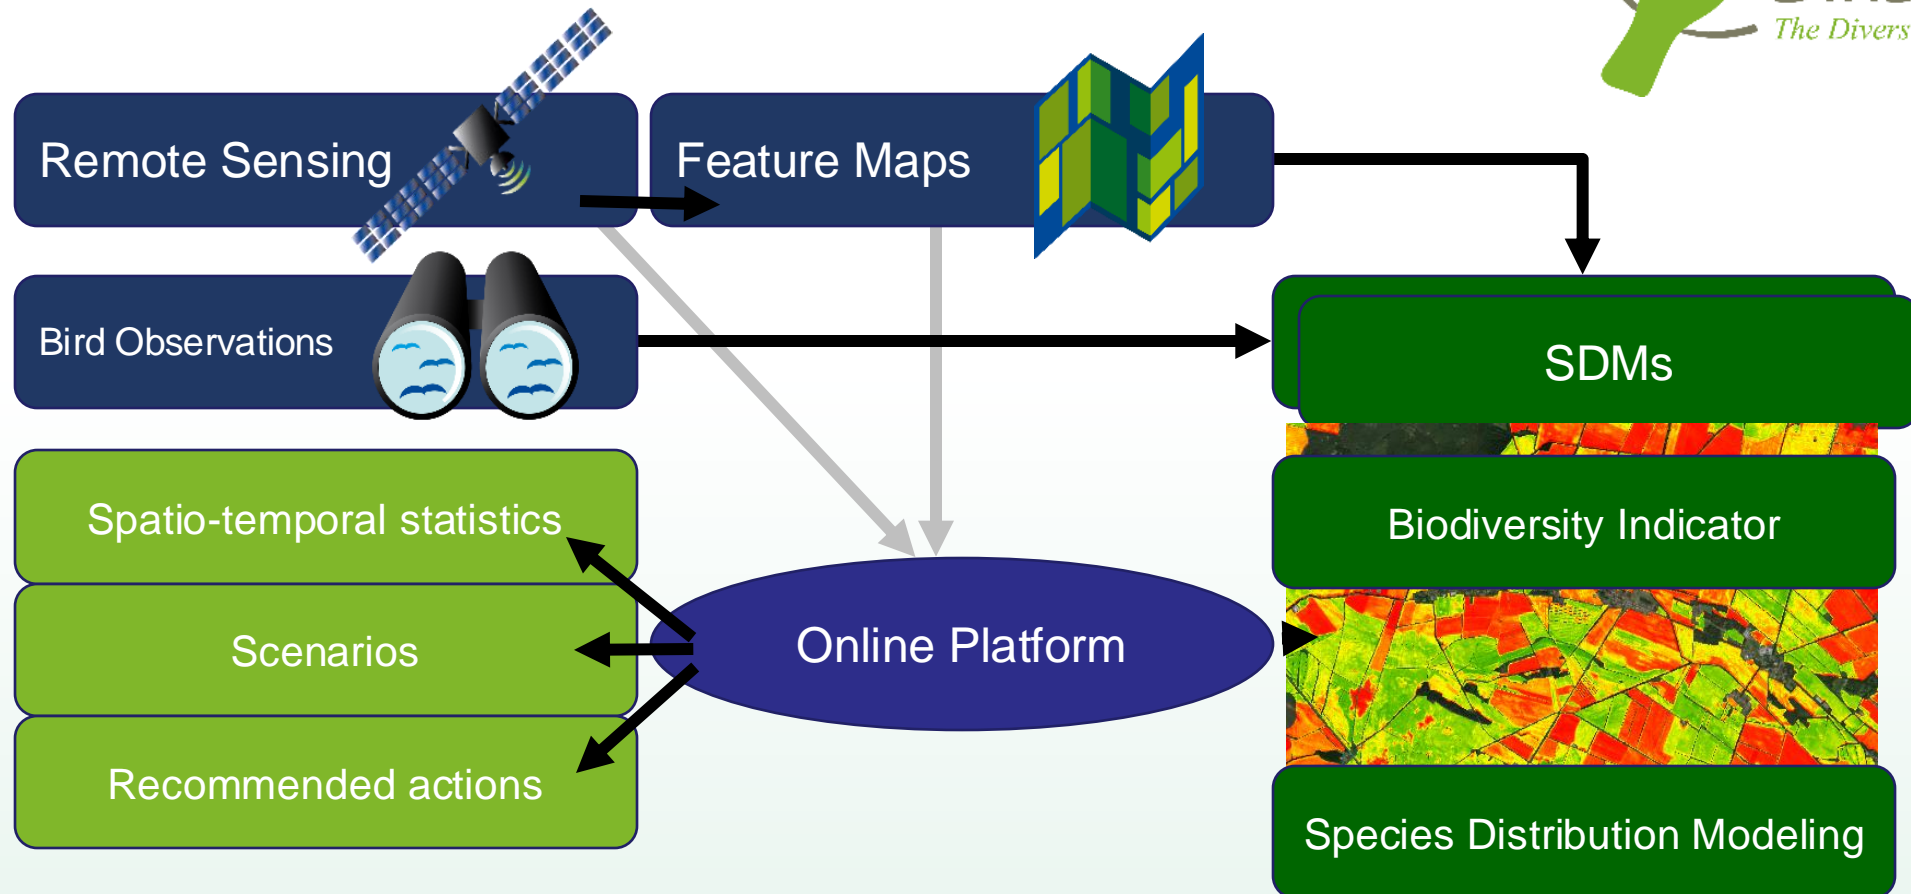 The Divers
Remote Sensing
Feature Maps
Bird Observations
SDMs
Spatio-temporal statistics
Biodiversity Indicator
Scenarios
Online Platform
Recommended actions
Species Distribution Modeling